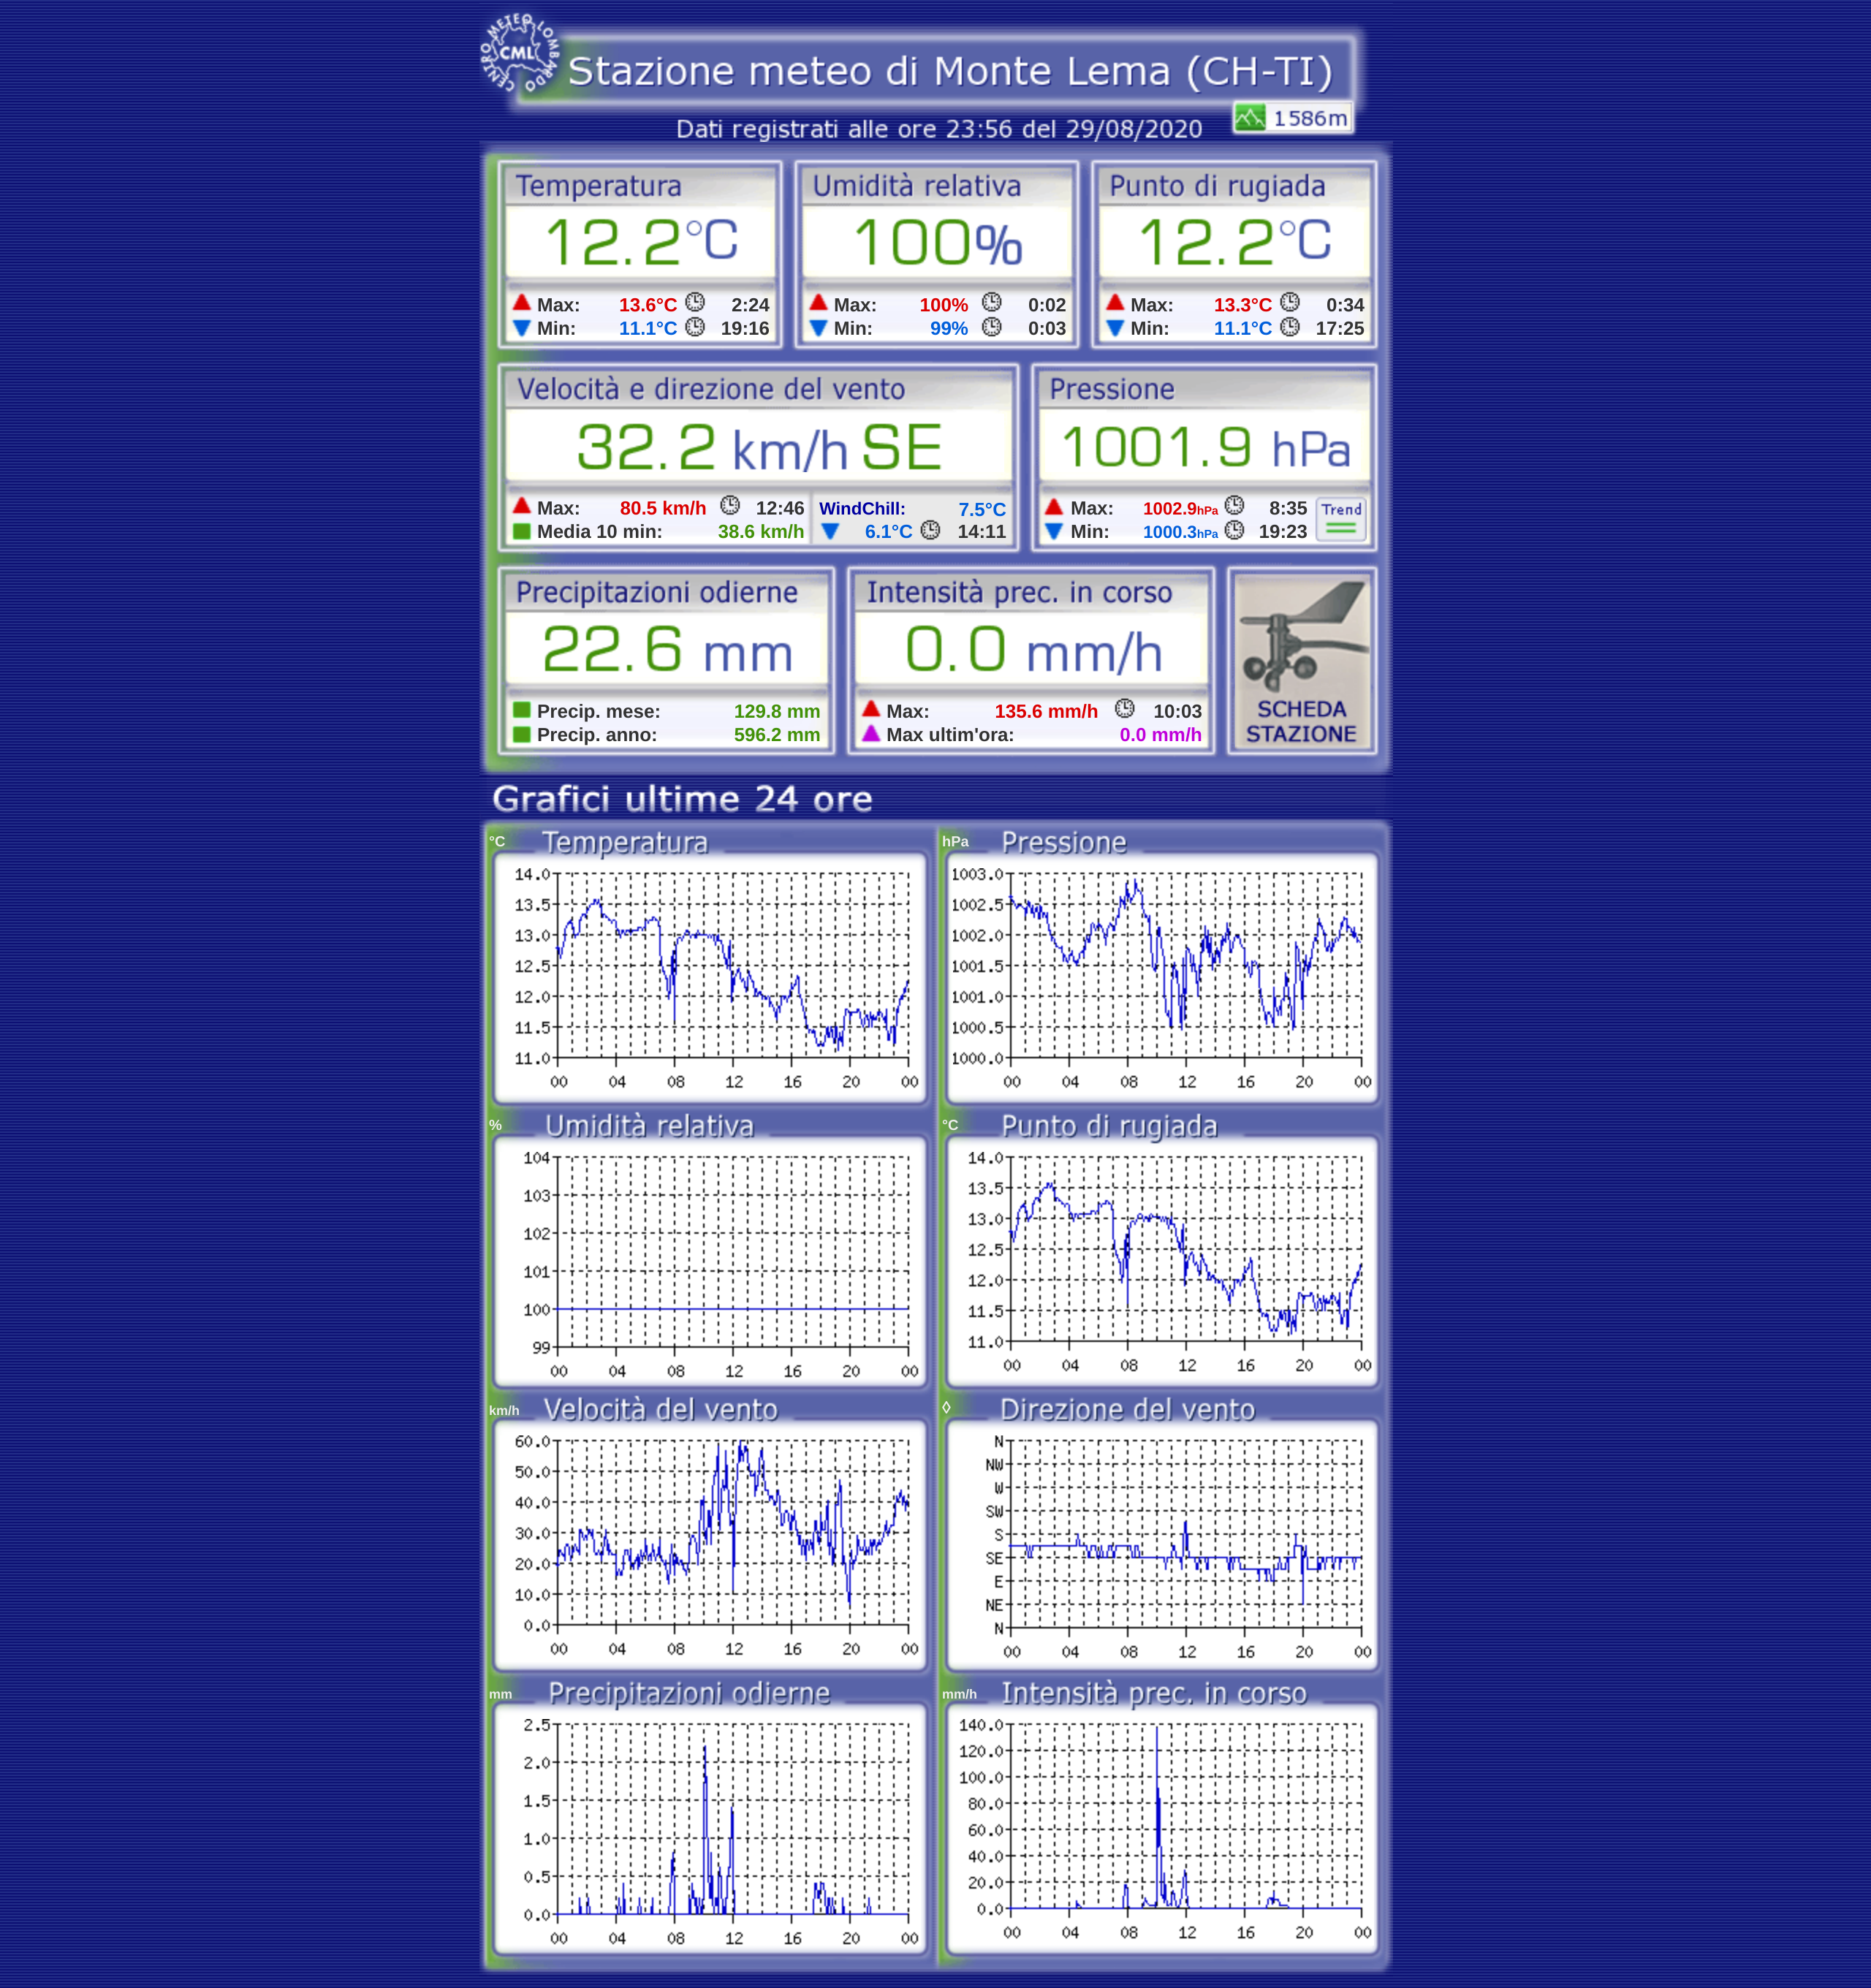 CENTRO METEO LOMBARDO
CML
Stazione meteo di Monte Lema (CH-TI)
1586m
Dati registrati alle ore 23:56 del 29/08/2020
Temperatura Umidità relativa Punto di rugiada
12.2°C 100% 12.2°C
Max: 13.6°C 2:24 Max: 100% 0:02 Max: 13.3°C 0:34
Min: 11.1°C 19:16 Min: 99% 0:03 Min: 11.1°C 17:25
Velocità e direzione del vento Pressione
32.2 km/h SE 1001.9 hPa
Max: 80.5 km/h 12:46 WindChill: 7.5°C Max: 1002.9hPa 8:35 Trend
Media 10 min: 38.6 km/h 6.1°C 14:11 Min: 1000.3hPa 19:23
Precipitazioni odierne Intensità prec. in corso
22.6 mm 0.0 mm/h
Precip. mese: 129.8 mm Max: 135.6 mm/h 10:03 SCHEDA
Precip. anno: 596.2 mm Max ultim'ora: 0.0 mm/h STAZIONE
Grafici ultime 24 ore
°C Temperatura
14.0
13.5
13.0
12.5
12.0
11.5
11.0
00 04 08 12 16 20 00
hPa Pressione
1003.0
1002.5
1002.0
1001.5
1001.0
1000.5
1000.0
00 04 08 12 16 20 00
% Umidità relativa
104
103
102
101
100
99
00 04 08 12 16 20 00
°C Punto di rugiada
14.0
13.5
13.0
12.5
12.0
11.5
11.0
00 04 08 12 16 20 00
km/h Velocità del vento
60.0
50.0
40.0
30.0
20.0
10.0
0.0
00 04 08 12 16 20 00
◊ Direzione del vento
N
NW
W
SW
S
SE
E
NE
N
00 04 08 12 16 20 00
mm Precipitazioni odierne
2.5
2.0
1.5
1.0
0.5
0.0
00 04 08 12 16 20 00
mm/h Intensità prec. in corso
140.0
120.0
100.0
80.0
60.0
40.0
20.0
0.0
00 04 08 12 16 20 00